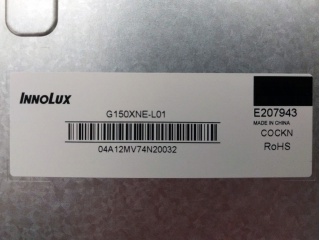 INNOLUX
G150XNE-L01
04A12MV74N20032
E207943
MADE IN CHINA
COCKN
RoHS